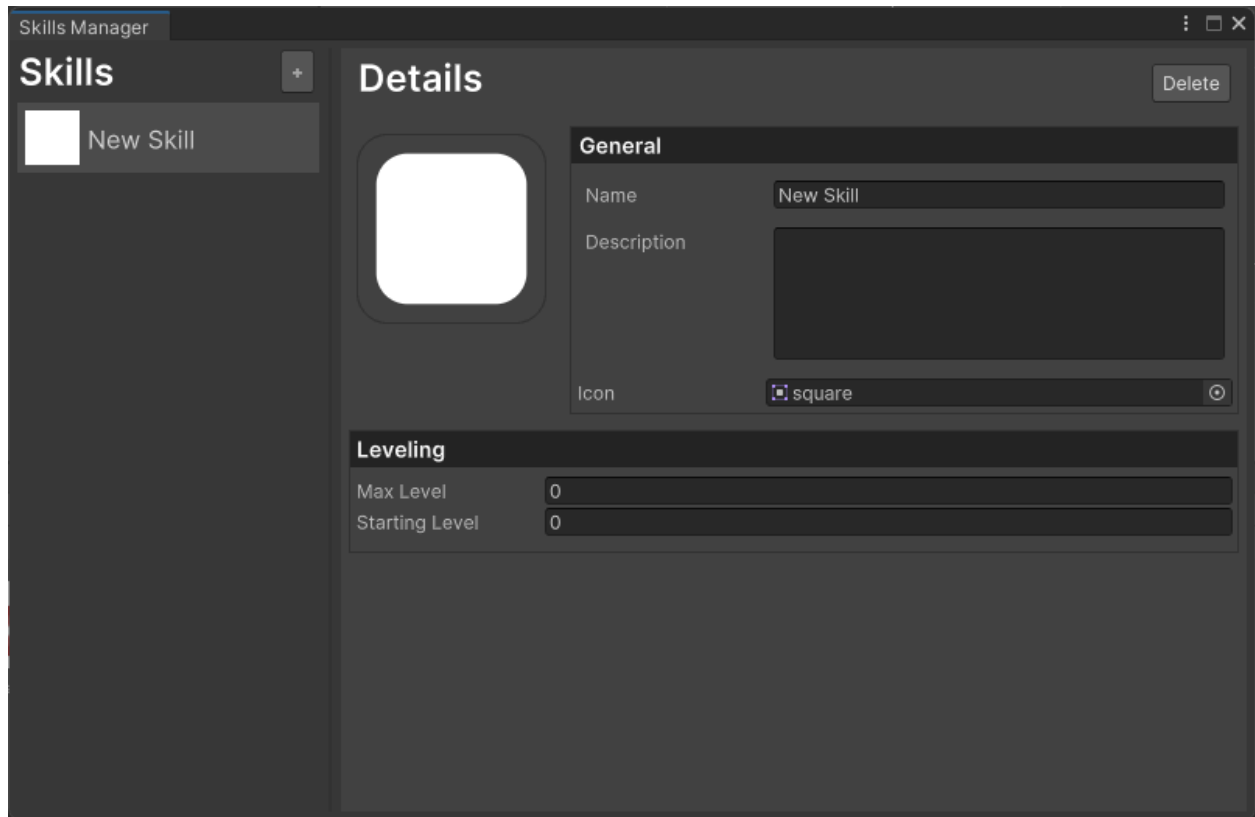 Skills Manager
Skills
+
New Skill
Details
Delete
General
Name
New Skill
Description
Icon
square
Leveling
Max Level
0
Starting Level
0